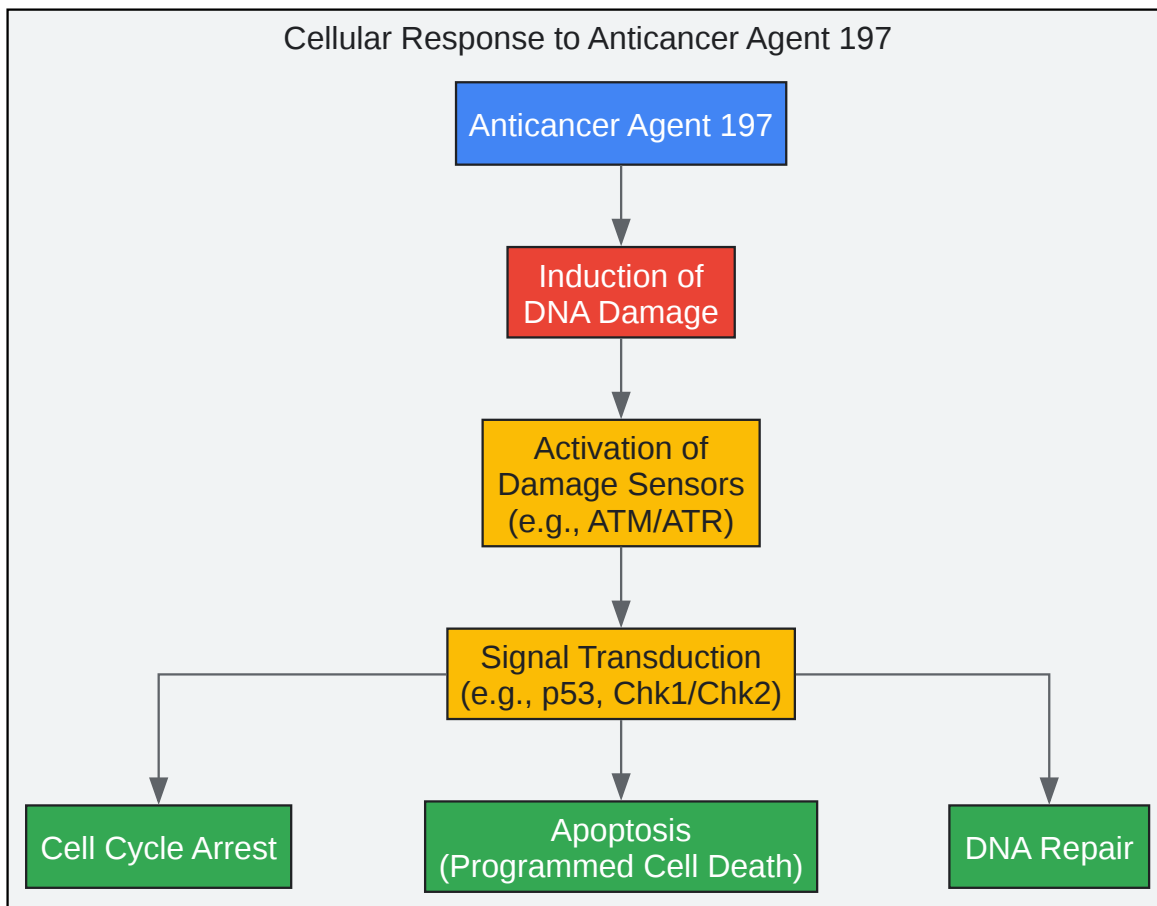 Cellular Response to Anticancer Agent 197
Anticancer Agent 197
Induction of
DNA Damage
Activation of
Damage Sensors
(e.g., ATM/ATR)
Signal Transduction
(e.g., p53, Chk1/Chk2)
Cell Cycle Arrest
Apoptosis
(Programmed Cell Death)
DNA Repair